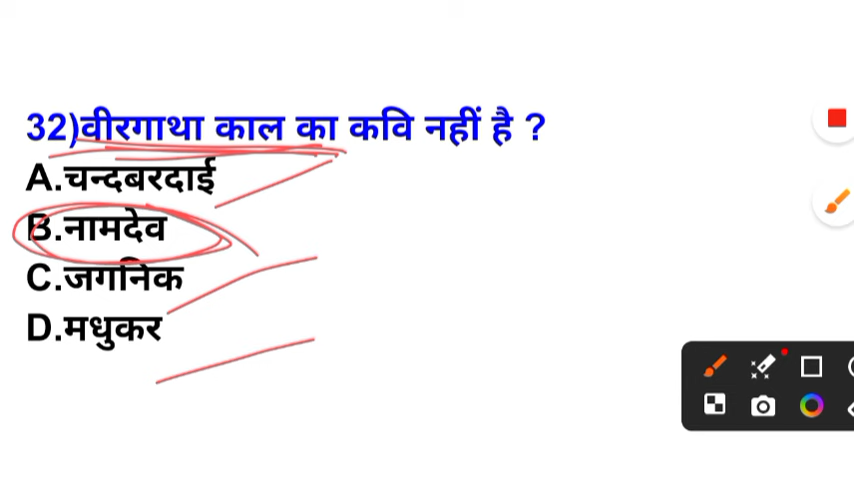 32)वीरगाथा काल का कवि नहीं है ?
A.चन्दबरदाई
B.नामदेव
C.जगनिक
D.मधुकर